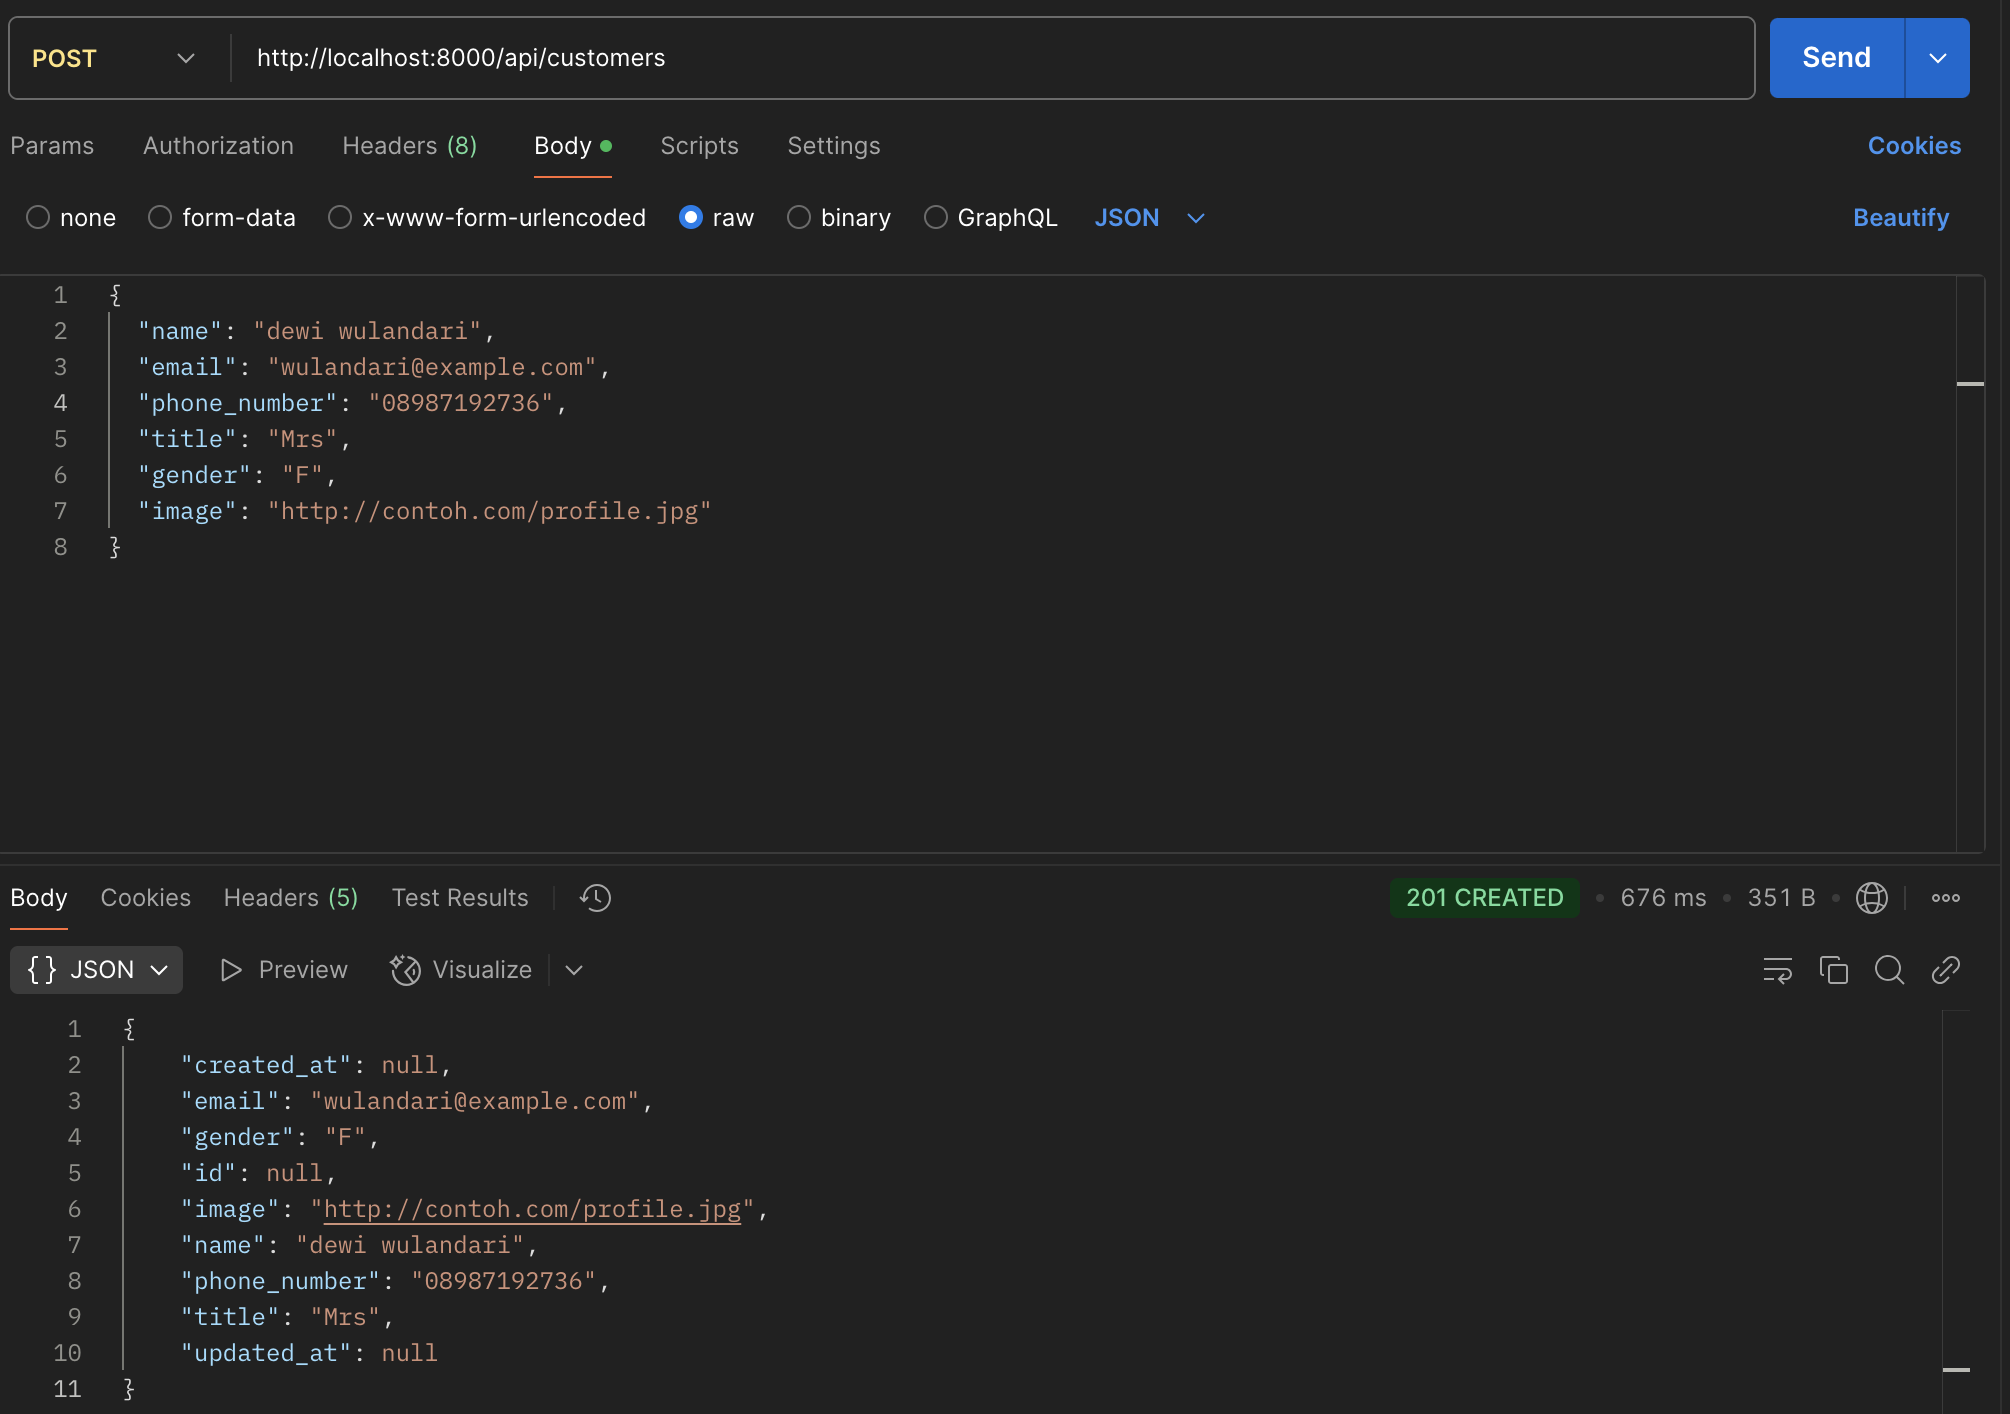 POST http://localhost:8000/api/customers Send
Params Authorization Headers (8) Body Scripts Settings Cookies
none form-data x-www-form-urlencoded raw binary GraphQL JSON Beautify
1 {
2 "name": "dewi wulandari",
3 "email": "wulandari@example.com",
4 "phone_number": "08987192736",
5 "title": "Mrs",
6 "gender": "F",
7 "image": "http://contoh.com/profile.jpg"
8 }
Body Cookies Headers (5) Test Results 201 CREATED • 676 ms • 351 B •
{} JSON Preview Visualize
1 {
2 "created_at": null,
3 "email": "wulandari@example.com",
4 "gender": "F",
5 "id": null,
6 "image": "http://contoh.com/profile.jpg",
7 "name": "dewi wulandari",
8 "phone_number": "08987192736",
9 "title": "Mrs",
10 "updated_at": null
11 }